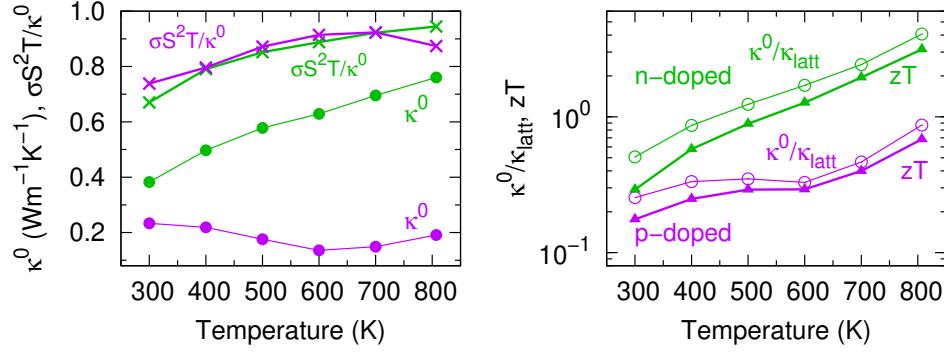 κ⁰ (Wm⁻¹K⁻¹), σS²T/κ⁰
1.0
0.8
0.6
0.4
0.2
σS²T/κ⁰
σS²T/κ⁰
κ⁰
κ⁰
300 400 500 600 700 800
Temperature (K)
κ⁰/κlatt, zT
10⁰
10⁻¹
κ⁰/κlatt
n-doped
zT
κ⁰/κlatt
zT
p-doped
300 400 500 600 700 800
Temperature (K)